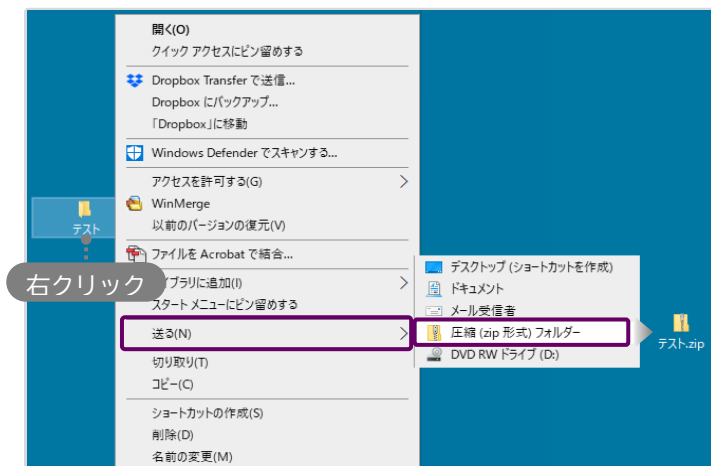 開く(O)
クイック アクセスにピン留めする
Dropbox Transfer で送信...
Dropbox にバックアップ...
「Dropbox」に移動
Windows Defender でスキャンする...
アクセスを許可する(G)
WinMerge
以前のバージョンの復元(V)
テスト
ファイルを Acrobat で結合...
右クリック
イブラリに追加(I)
スタート メニューにピン留めする
送る(N)
切り取り(T)
コピー(C)
ショートカットの作成(S)
削除(D)
名前の変更(M)
デスクトップ (ショートカットを作成)
ドキュメント
メール受信者
圧縮 (zip 形式) フォルダー
DVD RW ドライブ (D:)
テスト.zip